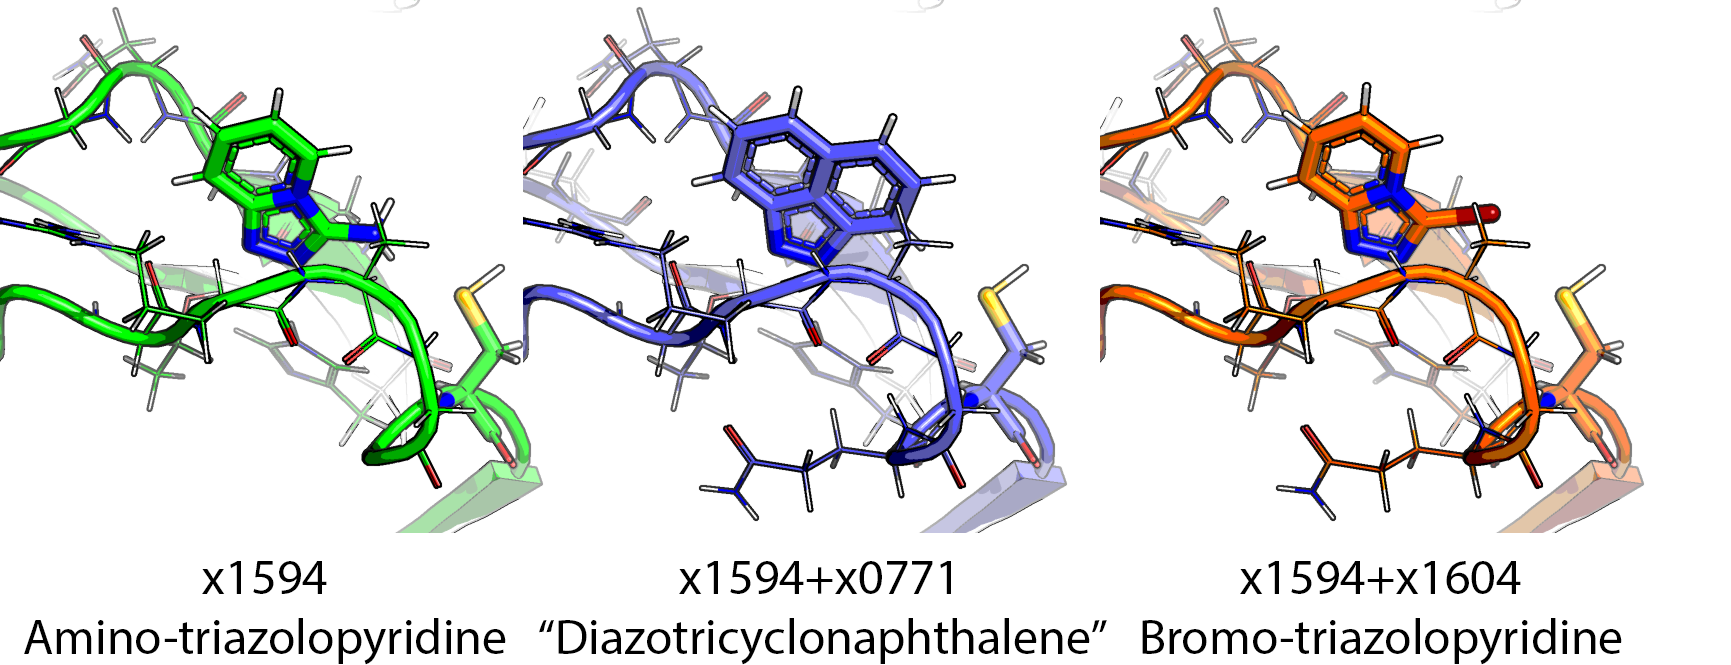 x1594
x1594+x0771
x1594+x1604
Amino-triazolopyridine
“Diazotricyclonaphthalene”
Bromo-triazolopyridine